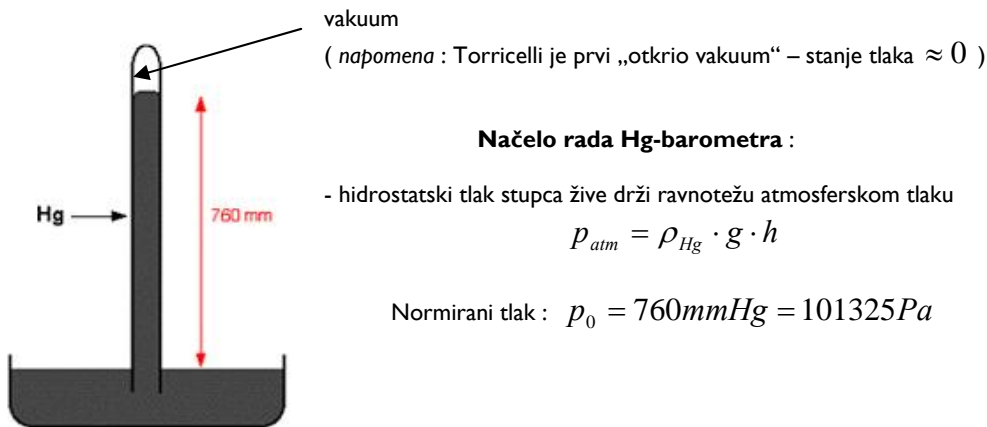 vakuum
( napomena : Torricelli je prvi „otkrio vakuum“ – stanje tlaka ≈ 0 )
Načelo rada Hg-barometra :
- hidrostatski tlak stupca žive drži ravnotežu atmosferskom tlaku
p_atm = ρ_Hg · g · h
Hg
760 mm
Normirani tlak : p_0 = 760mmHg = 101325Pa